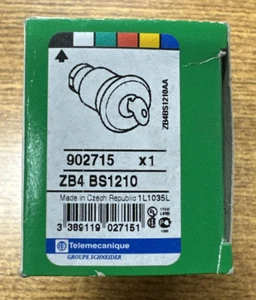 ZB4BS1210AA
902715 x1
ZB4 BS1210
Made in Czech Republic 1L1035L
3 389119 027151
Telemecanique
GROUPE SCHNEIDER